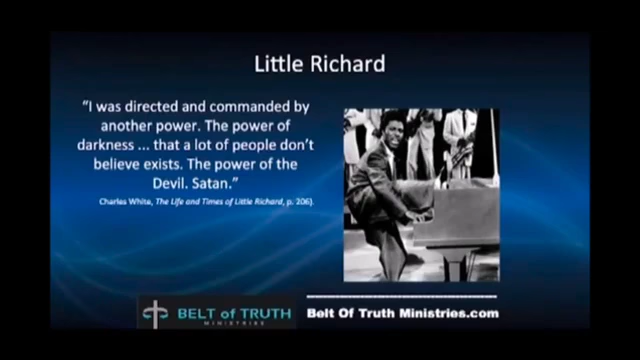 Little Richard
“I was directed and commanded by
another power. The power of
darkness ... that a lot of people don’t
believe exists. The power of the
Devil. Satan.”
Charles White, The Life and Times of Little Richard, p. 206).
BELT of TRUTH
MINISTRIES
Belt Of Truth Ministries.com